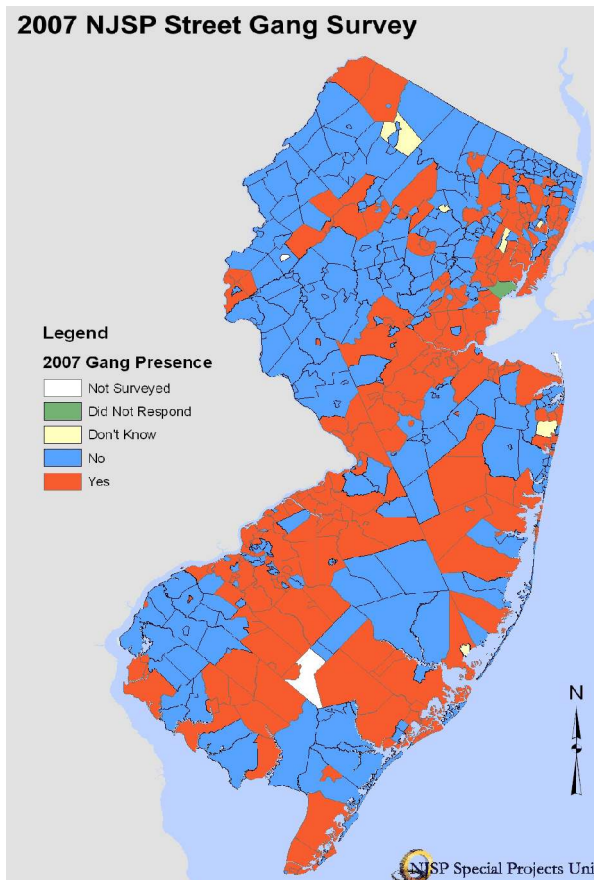 2007 NJSP Street Gang Survey
Legend
2007 Gang Presence
Not Surveyed
Did Not Respond
Don't Know
No
Yes
N
NJSP Special Projects Uni